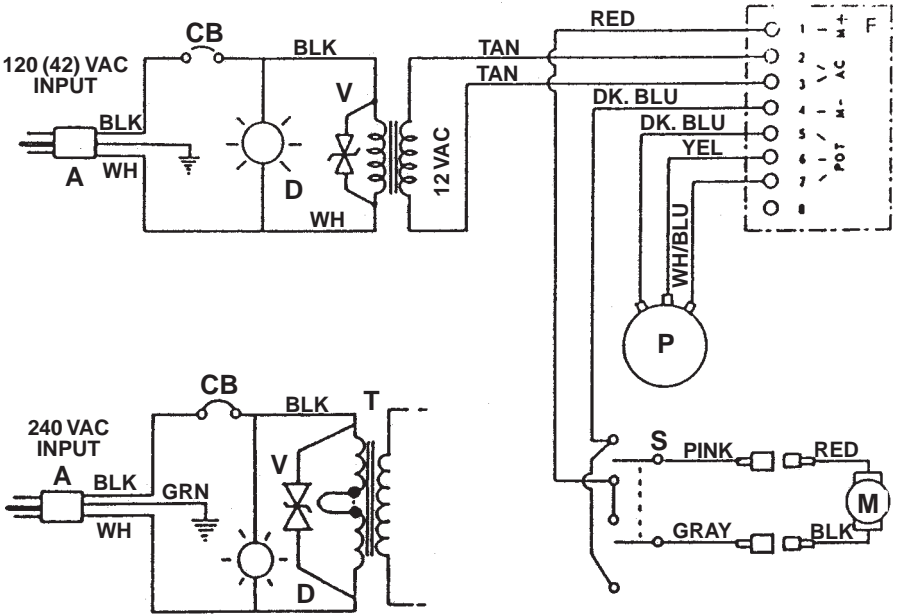 CB
120 (42) VAC
INPUT
BLK
BLK
A
WH
D
V
WH
12 VAC
TAN
TAN
RED
DK. BLU
DK. BLU
YEL
WH/BLU
P
F
1 - M+
2
3
AC
4 - M-
5
6
7
POT
8
CB
240 VAC
INPUT
BLK
T
A
BLK
GRN
WH
V
D
S
PINK
RED
M
GRAY
BLK